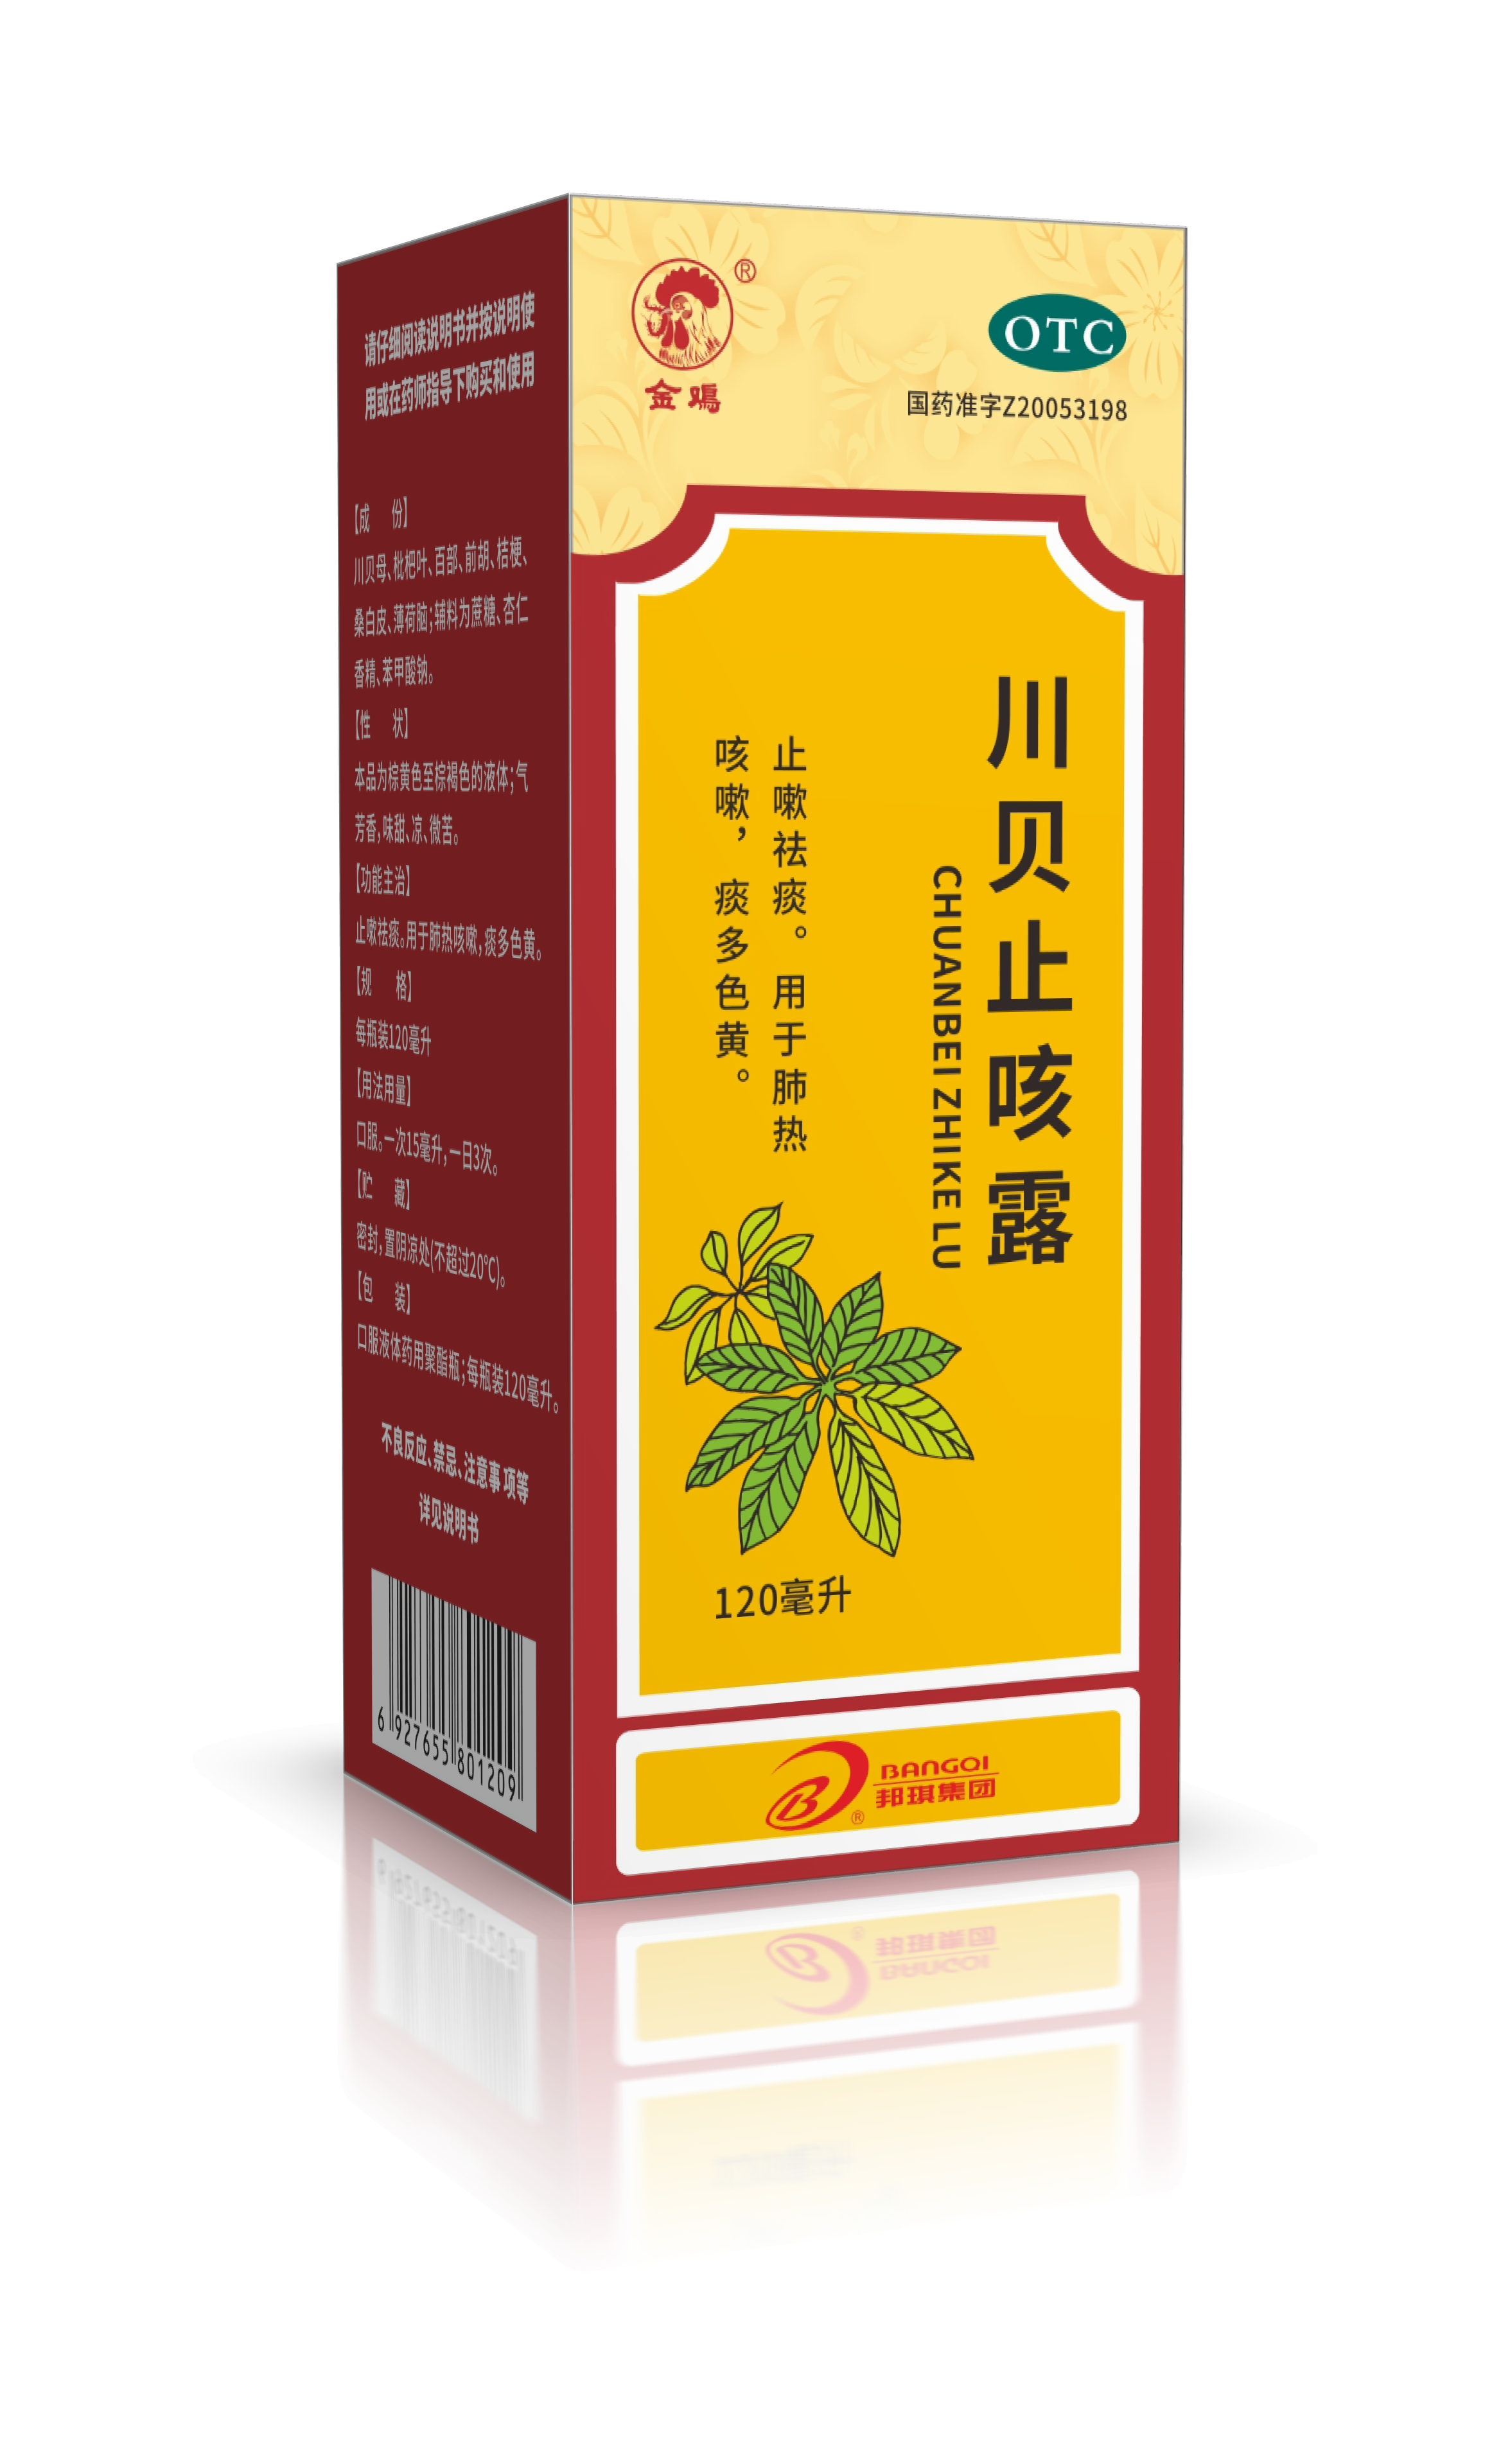 请仔细阅读说明书并按说明使
用或在药师指导下购买和使用
【成 份】
川贝母、枇杷叶、百部、前胡、桔梗、
桑白皮、薄荷脑；辅料为蔗糖、杏仁
香精、苯甲酸钠。
【性 状】
本品为棕黄色至棕褐色的液体；气
芳香，味甜、凉、微苦。
【功能主治】
止嗽祛痰。用于肺热咳嗽，痰多色黄。
【规 格】
每瓶装120毫升
【用法用量】
口服。一次15毫升，一日3次。
【贮 藏】
密封，置阴凉处(不超过20℃)。
【包 装】
口服液体药用聚酯瓶；每瓶装120毫升。
不良反应、禁忌、注意事项等
详见说明书
6 927655 801209
®
金鸡
OTC
国药准字Z20053198
川贝止咳露
CHUANBEI ZHIKE LU
止嗽祛痰。用于肺热
咳嗽，痰多色黄。
120毫升
B
®
BANGQI
邦琪集团